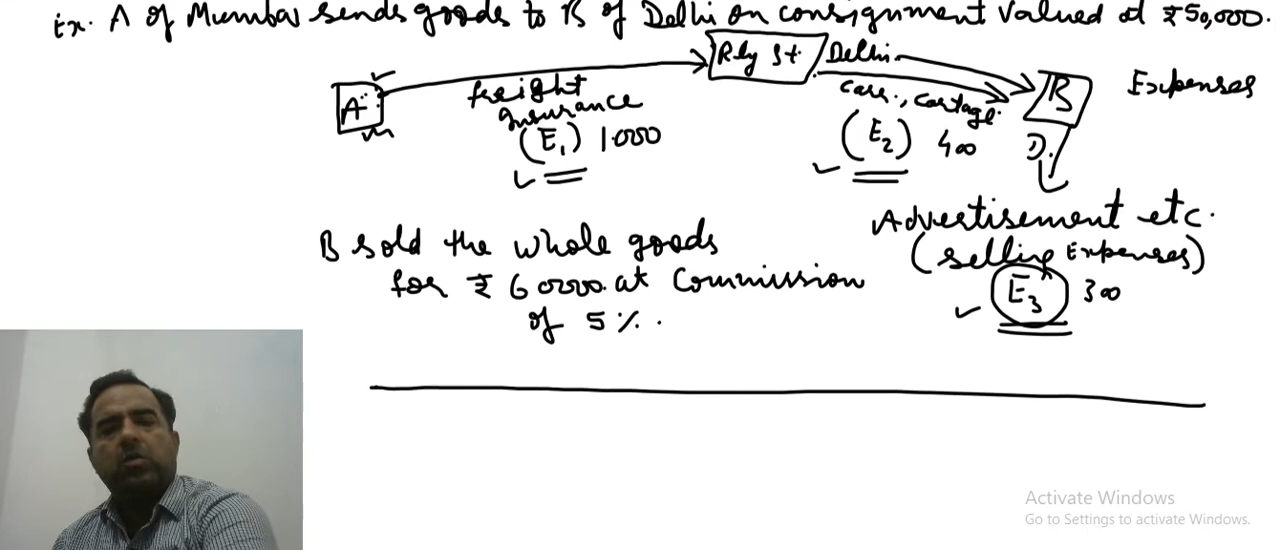 Ex. A of Mumbai sends goods to B of Delhi on consignment valued at ₹50,000.
Rly St. Delhi
A
freight
Insurance
(E₁) 1000
carr., cartage.
(E₂) 400
B
D.
Expenses
B sold the whole goods
for ₹ 60000. at Commission
of 5%.
Advertisement etc.
(selling Expenses)
E₃ 300
Activate Windows
Go to Settings to activate Windows.